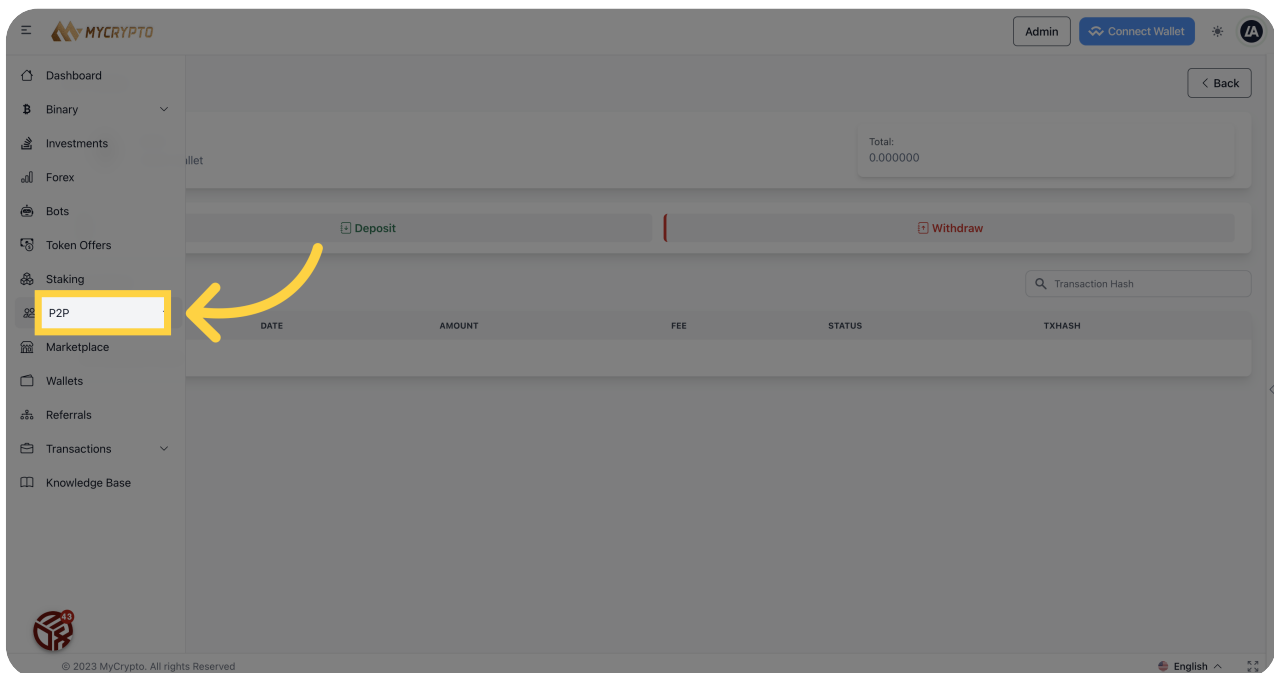 MYCRYPTO
Admin
Connect Wallet
Dashboard
Back
Binary
Investments
Total:
0.000000
Forex
Bots
Deposit
Withdraw
Token Offers
Staking
Transaction Hash
P2P
DATE AMOUNT FEE STATUS TXHASH
Marketplace
Wallets
Referrals
Transactions
Knowledge Base
43
© 2023 MyCrypto. All rights Reserved
English